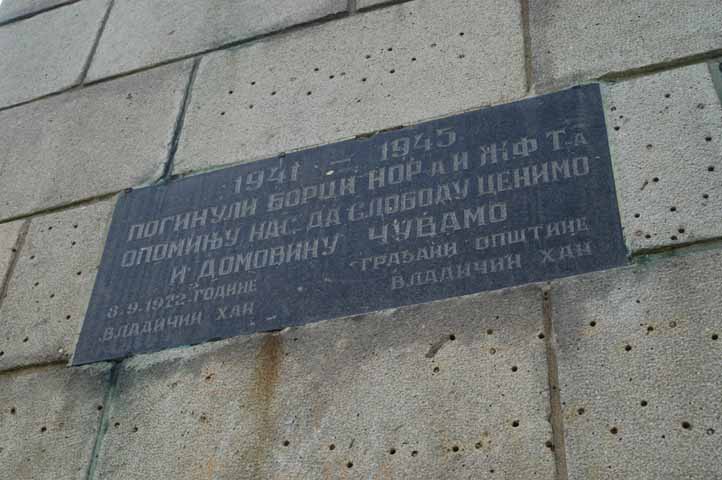 1941 - 1945
ПОГИНУЛИ БОРЦИ НОР-а И ЖФТ-а
ОПОМИЊУ НАС ДА СЛОБОДУ ЦЕНИМО
И ДОМОВИНУ ЧУВАМО
8.9.1972. ГОДИНЕ
ВЛАДИЧИН ХАН
ГРАЂАНИ ОПШТИНЕ
ВЛАДИЧИН ХАН